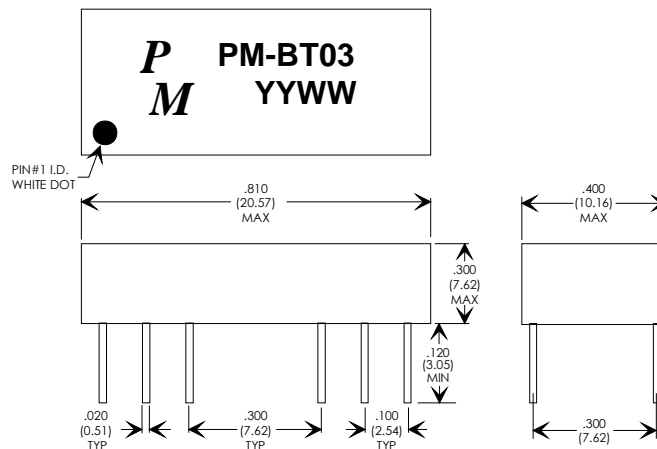 P PM-BT03
M YYWW
PIN#1 I.D.
WHITE DOT
.810
(20.57)
MAX
.400
(10.16)
MAX
.300
(7.62)
MAX
.120
(3.05)
MIN
.020
(0.51)
TYP
.300
(7.62)
TYP
.100
(2.54)
TYP
.300
(7.62)